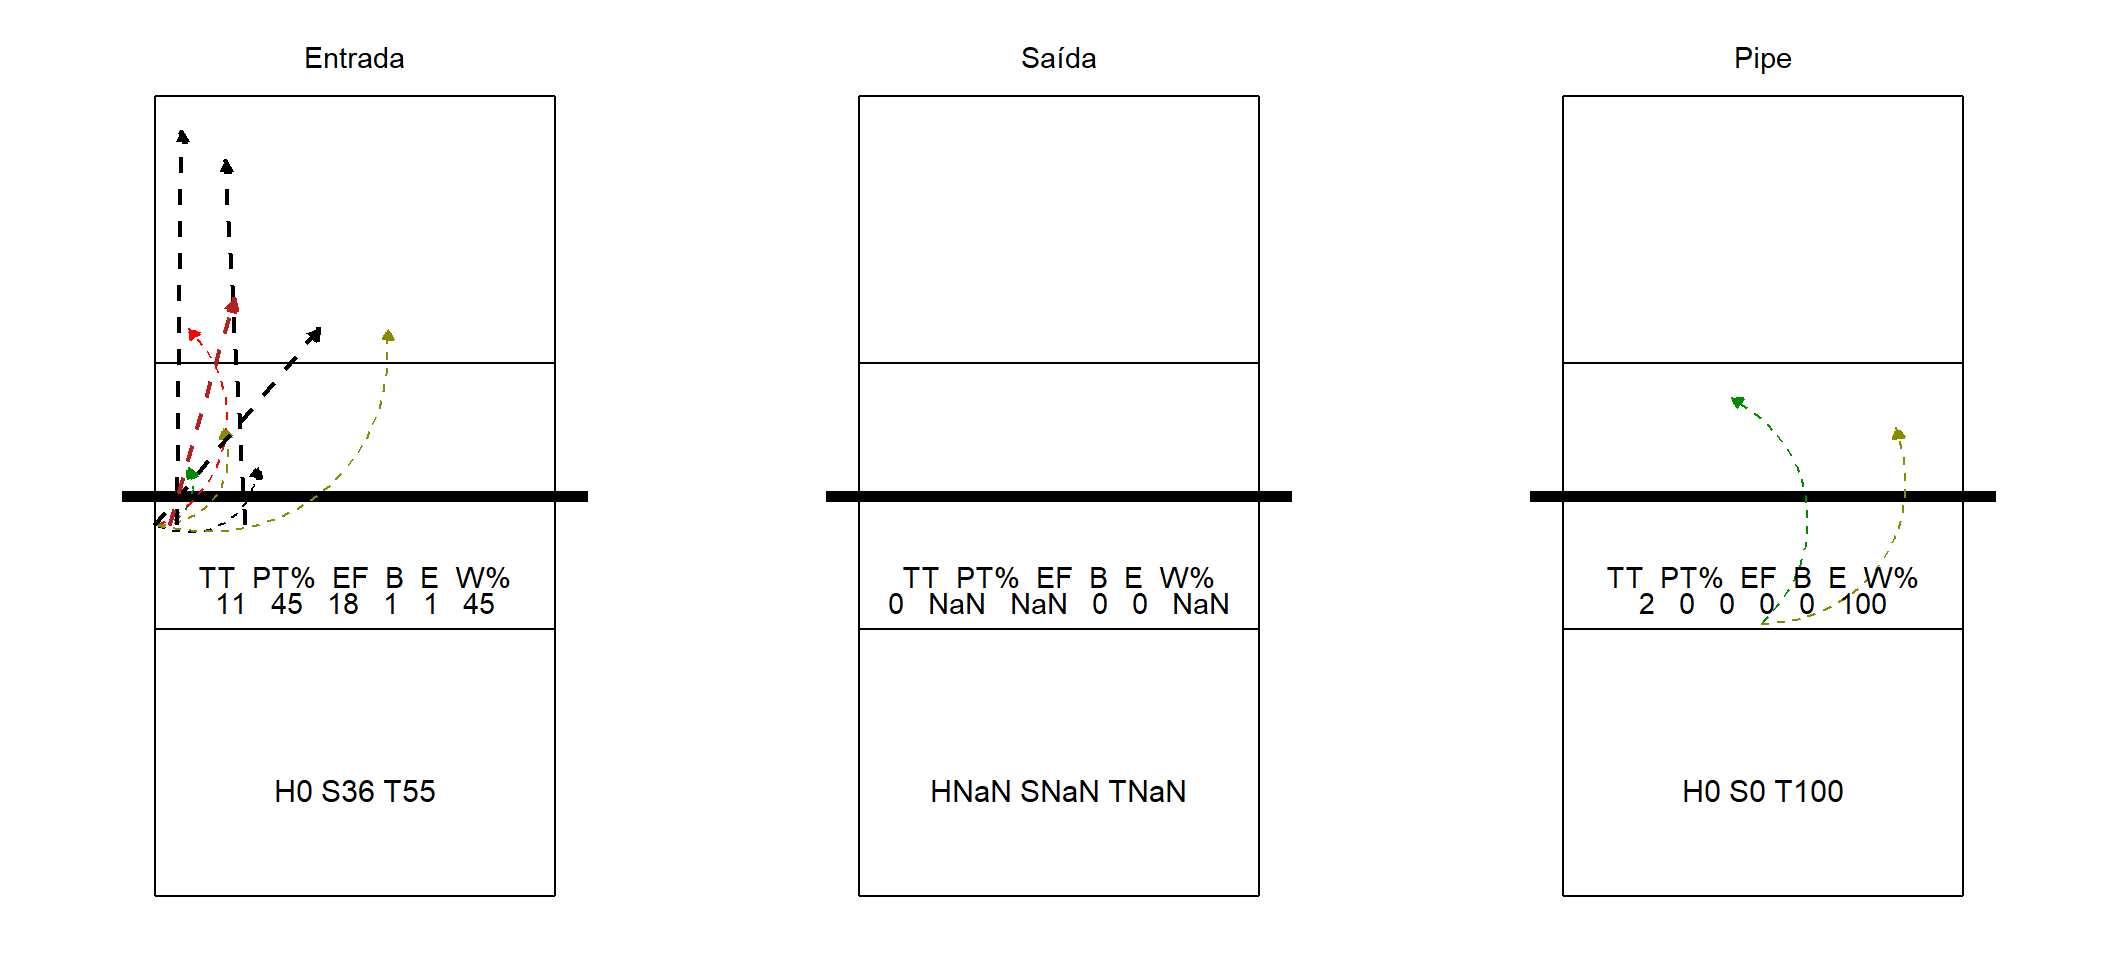 Entrada
TT PT% EF B E W%
11 45 18 1 1 45
H0 S36 T55
Saída
TT PT% EF B E W%
0 NaN NaN 0 0 NaN
HNaN SNaN TNaN
Pipe
TT PT% EF B E W%
2 0 0 0 0 100
H0 S0 T100